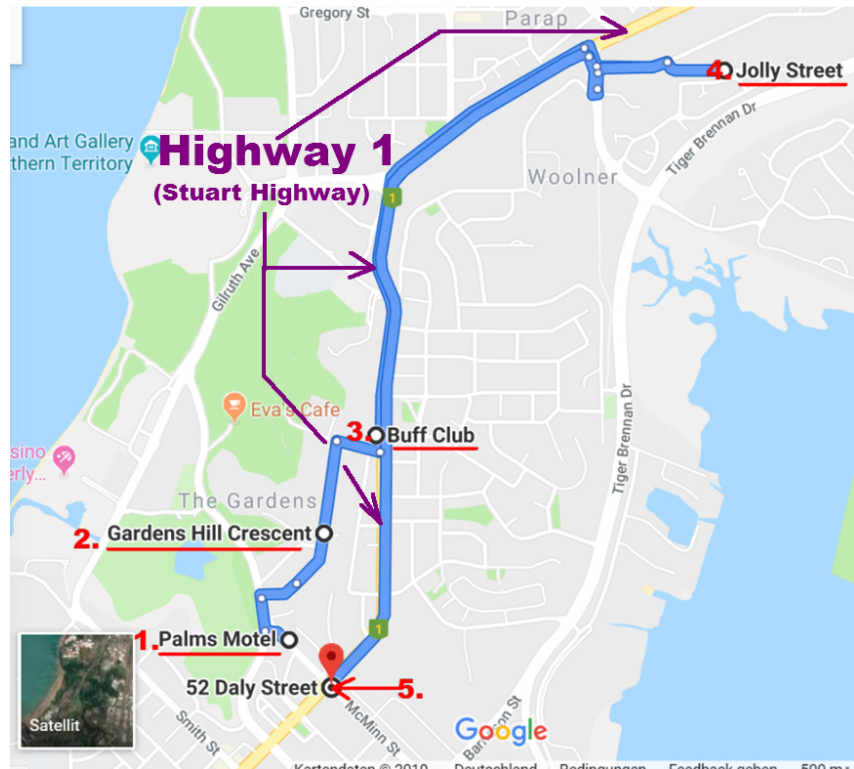 Gregory St
Parap
4. Jolly Street
and Art Gallery
thern Territory
Highway 1
(Stuart Highway)
1
Woolner
Tiger Brennan Dr
Gilruth Ave
Eva's Cafe
3. Buff Club
sino
erly...
The Gardens
Tiger Brennan Dr
2. Gardens Hill Crescent
1. Palms Motel
1
52 Daly Street
5.
Satellit
Smith St
McMinn St
Google
Kartendaten © 2019 Deutschland Bedingungen Feedback geben 500 m